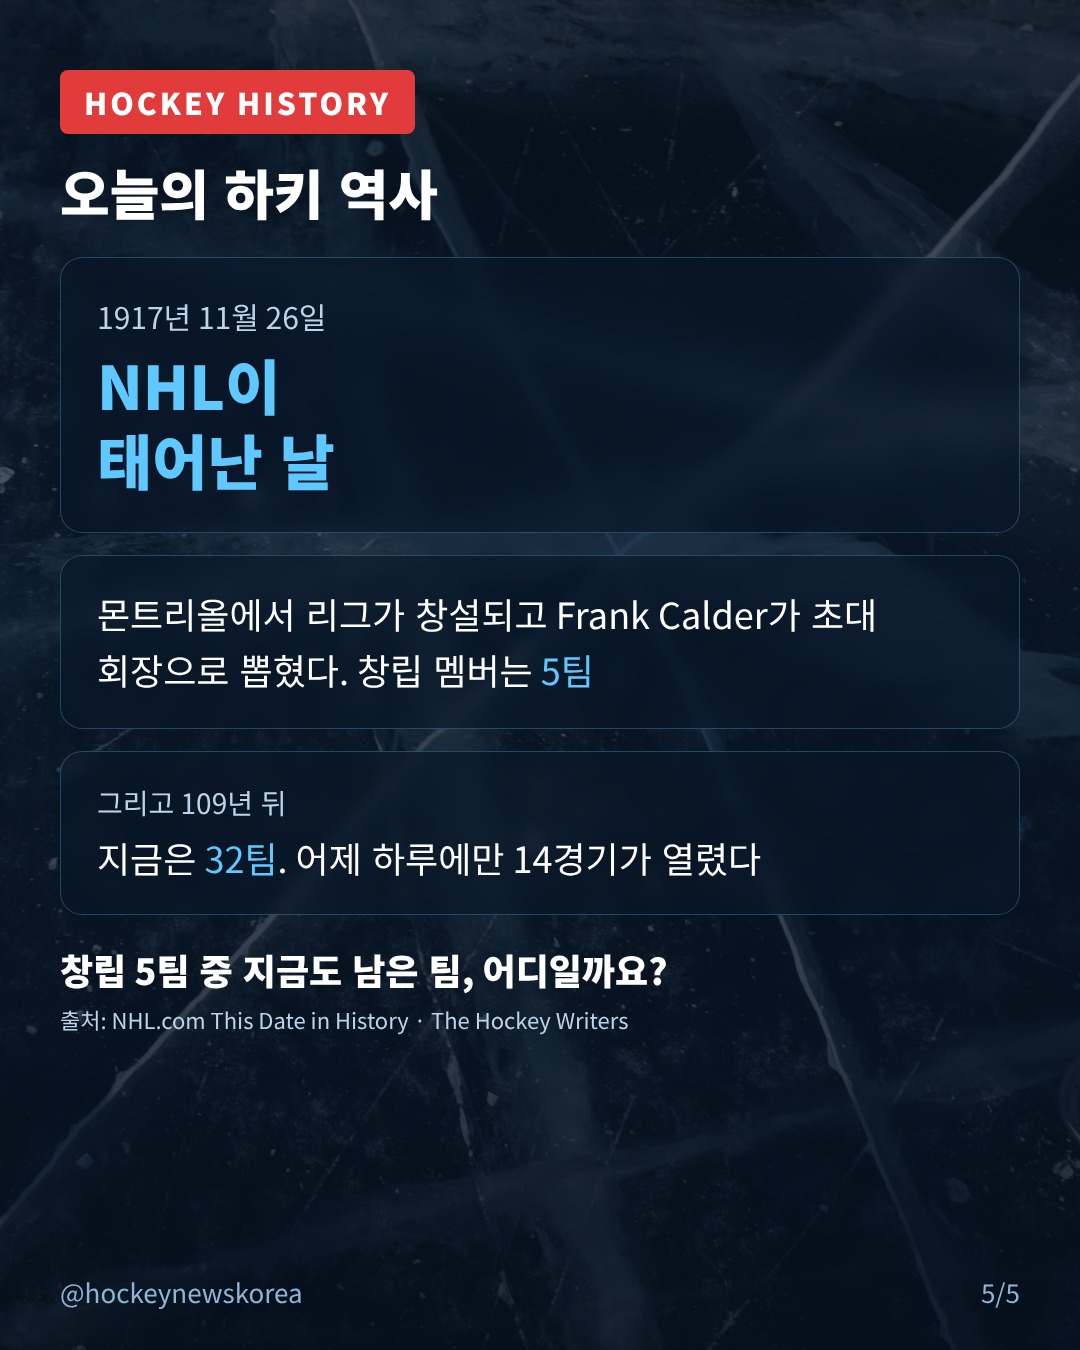 HOCKEY HISTORY
오늘의 하키 역사
1917년 11월 26일
NHL이
태어난 날
몬트리올에서 리그가 창설되고 Frank Calder가 초대
회장으로 뽑혔다. 창립 멤버는 5팀
그리고 109년 뒤
지금은 32팀. 어제 하루에만 14경기가 열렸다
창립 5팀 중 지금도 남은 팀, 어디일까요?
출처: NHL.com This Date in History · The Hockey Writers
@hockeynewskorea
5/5